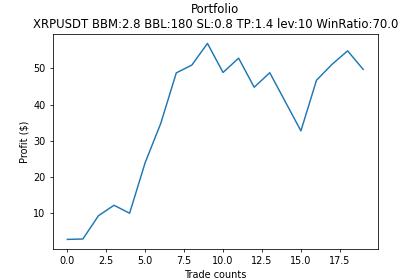 Portfolio
XRPUSDT BBM:2.8 BBL:180 SL:0.8 TP:1.4 lev:10 WinRatio:70.0
50
40
30
20
10
Profit ($)
0.0 2.5 5.0 7.5 10.0 12.5 15.0 17.5
Trade counts